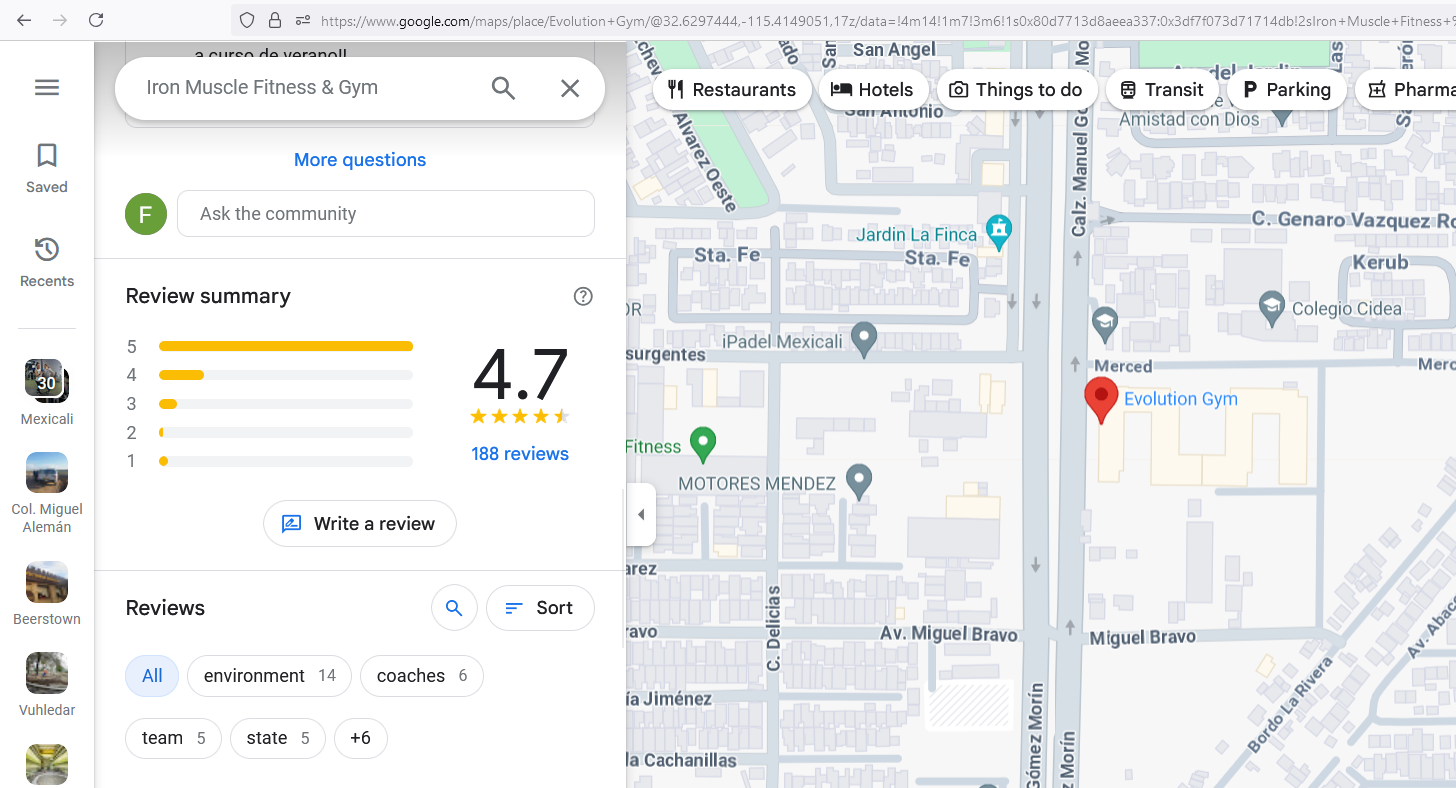 https://www.google.com/maps/place/Evolution+Gym/@32.6297444,-115.4149051,17z/data=!4m14!1m7!3m6!1s0x80d7713d8aeea337:0x3df7f073d71714db!2sIron+Muscle+Fitness+
a curso de verano!!
Iron Muscle Fitness & Gym
More questions
F
Ask the community
Saved
Recents
30
Mexicali
Col. Miguel
Alemán
Beerstown
Vuhledar
Review summary
5
4
3
2
1
4.7
188 reviews
Write a review
Reviews
Sort
All
environment 14
coaches 6
team 5
state 5
+6
Restaurants
Hotels
Things to do
Transit
P Parking
Pharma
San Angel
San Antonio
Amistad con Dios
Alvarez Oeste
Calz. Manuel Go
Mo
C. Genaro Vazquez Ro
Jardin La Finca
Sta. Fe
Sta. Fe
Kerub
OR
Colegio Cidea
iPadel Mexicali
surgentes
Merced
Merc
Evolution Gym
Fitness
MOTORES MENDEZ
arez
C. Delicias
ravo
Av. Miguel Bravo
Miguel Bravo
Av. Abaso
Bordo La Rivera
ía Jiménez
la Cachanillas
Gómez Morín
z Morín